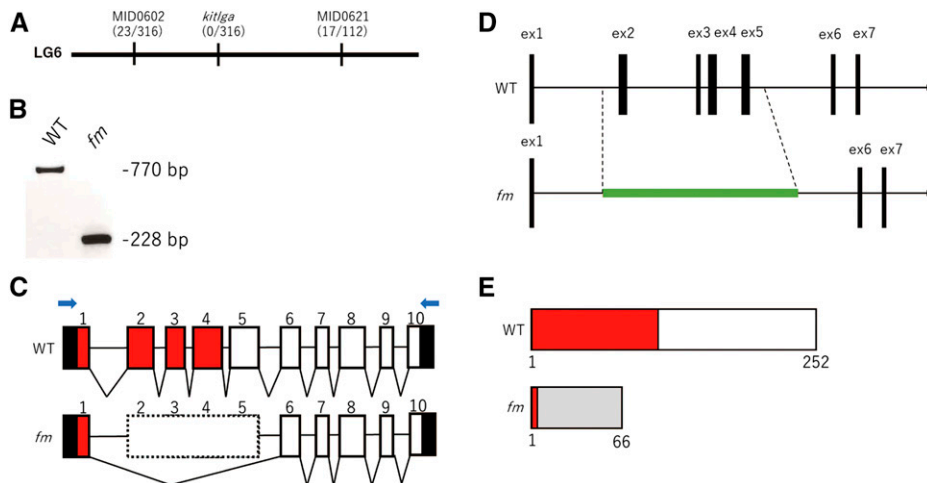 A
MID0602
(23/316)
kitlga
(0/316)
MID0621
(17/112)
LG6
B
WT
fm
-770 bp
-228 bp
C
1 2 3 4 5 6 7 8 9 10
WT
1 2 3 4 5 6 7 8 9 10
fm
D
ex1 ex2 ex3 ex4 ex5 ex6 ex7
WT
ex1 ex6 ex7
fm
E
WT
1 252
fm
1 66